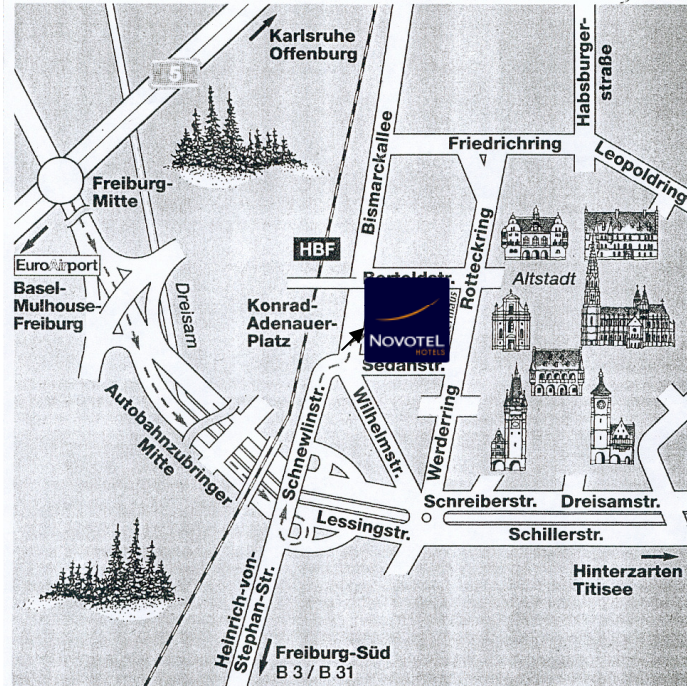 Karlsruhe
Offenburg
5
Habsburger-
straße
Friedrichring
Leopoldring
Bismarckallee
Freiburg-
Mitte
HBF
Rotteckring
Altstadt
EuroAirport
Basel-
Mulhouse-
Freiburg
Dreisam
Konrad-
Adenauer-
Platz
Bertoldstr.
NOVOTEL
HOTELS
Sedanstr.
Autobahnzubringer
Mitte
Schnewlinstr.
Wilhelmstr.
Werderring
Schreiberstr.
Dreisamstr.
Lessingstr.
Schillerstr.
Hinterzarten
Titisee
Heinrich-von-
Stephan-Str.
Freiburg-Süd
B 3 / B 31